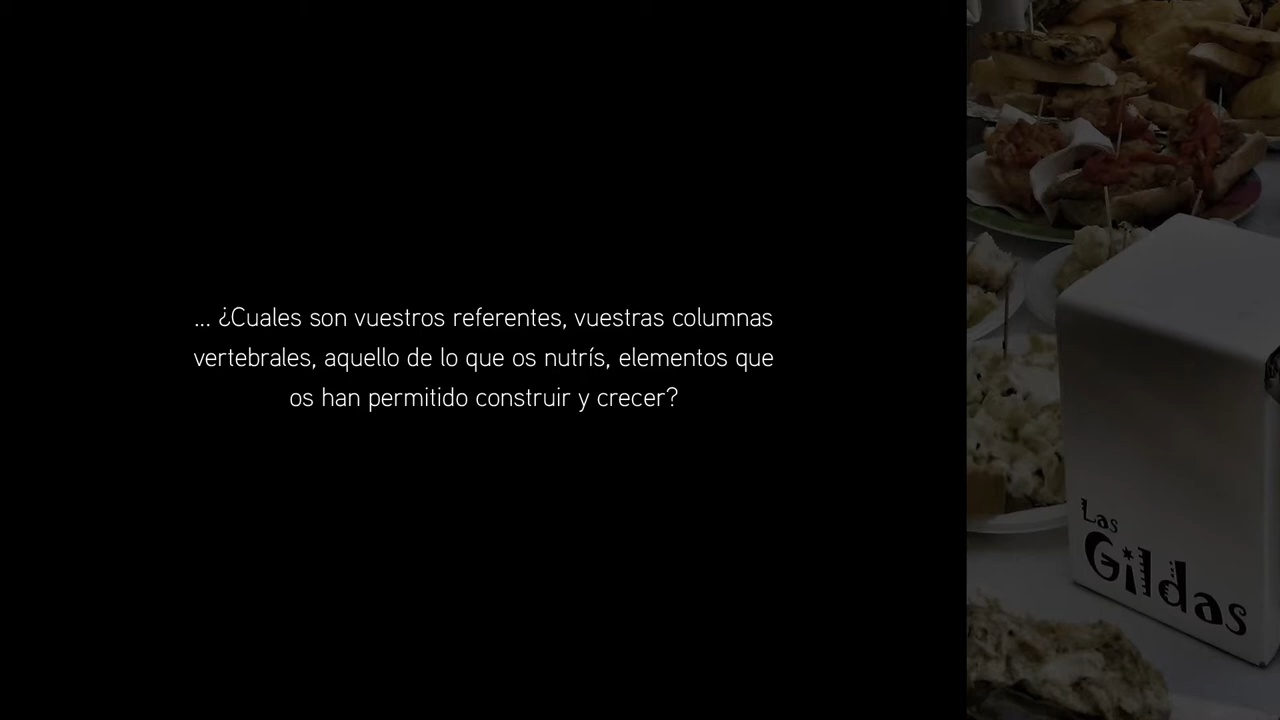 ... ¿Cuales son vuestros referentes, vuestras columnas
vertebrales, aquello de lo que os nutrís, elementos que
os han permitido construir y crecer?
Las
Gildas